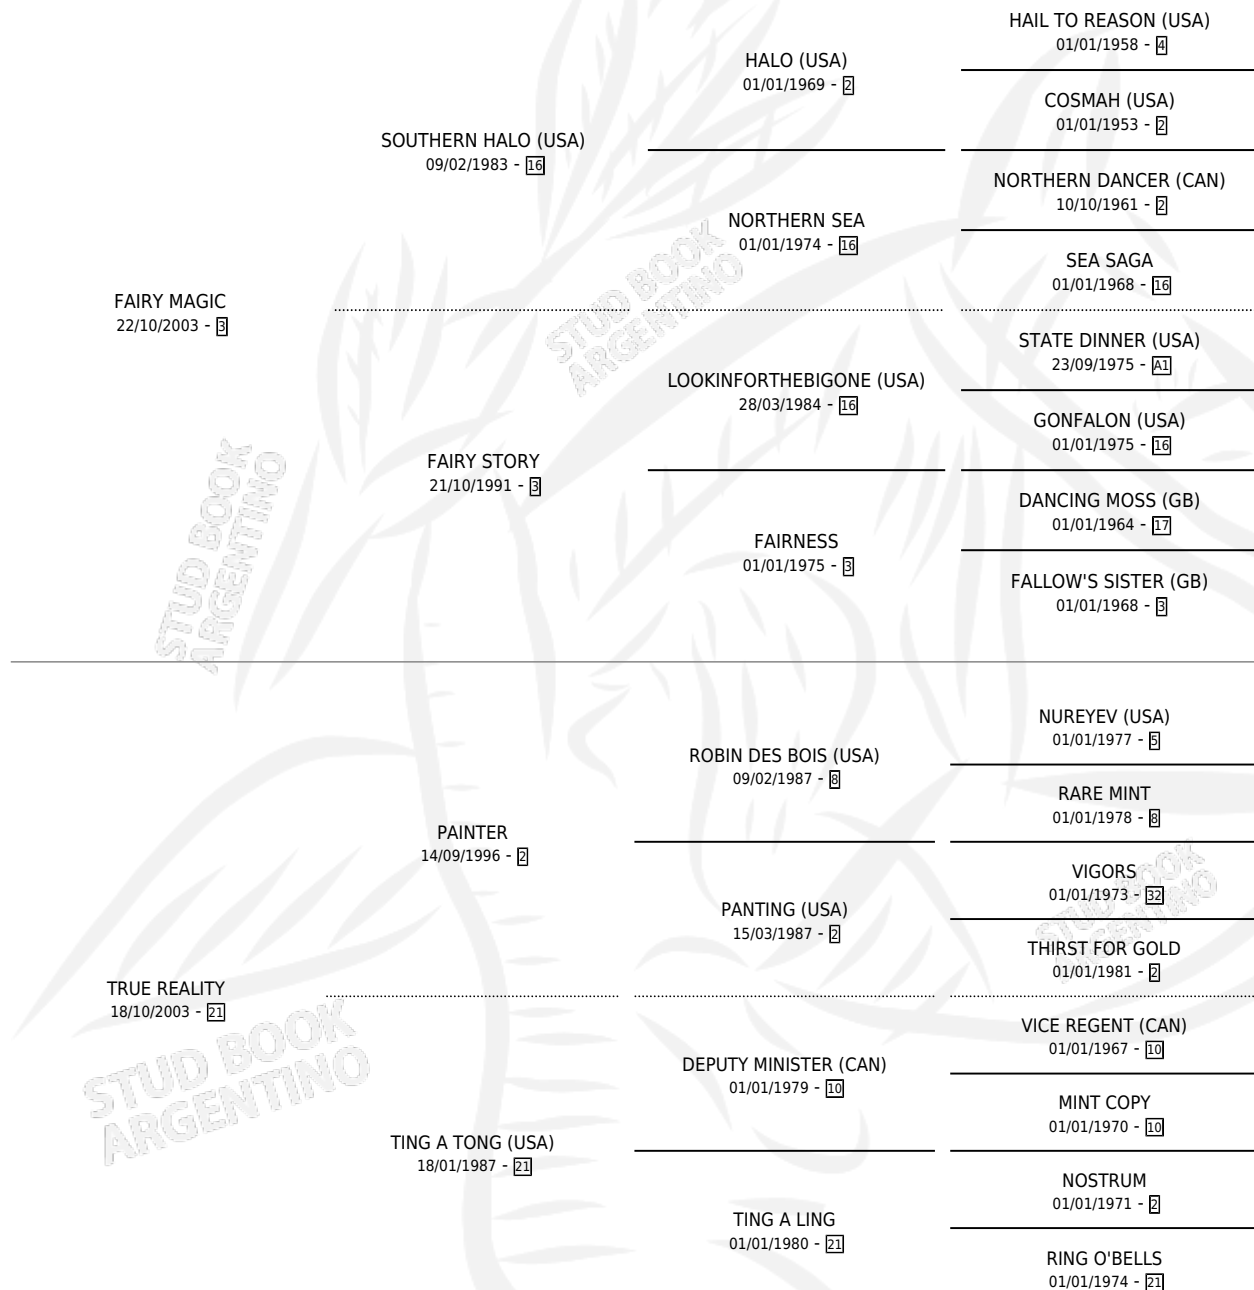 HAIL TO REASON (USA)
01/01/1958 - 4
HALO (USA)
01/01/1969 - 2
COSMAH (USA)
01/01/1953 - 2
SOUTHERN HALO (USA)
09/02/1983 - 16
NORTHERN DANCER (CAN)
10/10/1961 - 2
NORTHERN SEA
01/01/1974 - 16
SEA SAGA
01/01/1968 - 16
FAIRY MAGIC
22/10/2003 - 3
STUD BOOK
ARGENTINO
STATE DINNER (USA)
23/09/1975 - A1
LOOKINFORTHEBIGONE (USA)
28/03/1984 - 16
GONFALON (USA)
01/01/1975 - 16
FAIRY STORY
21/10/1991 - 3
DANCING MOSS (GB)
01/01/1964 - 17
FAIRNESS
01/01/1975 - 3
FALLOW'S SISTER (GB)
01/01/1968 - 3
STUD BOOK
ARGENTINO
NUREYEV (USA)
01/01/1977 - 5
ROBIN DES BOIS (USA)
09/02/1987 - 8
RARE MINT
01/01/1978 - 8
PAINTER
14/09/1996 - 2
VIGORS
01/01/1973 - 32
PANTING (USA)
15/03/1987 - 2
THIRST FOR GOLD
01/01/1981 - 2
STUD BOOK
ARGENTINO
TRUE REALITY
18/10/2003 - 21
STUD BOOK
ARGENTINO
VICE REGENT (CAN)
01/01/1967 - 10
DEPUTY MINISTER (CAN)
01/01/1979 - 10
MINT COPY
01/01/1970 - 10
TING A TONG (USA)
18/01/1987 - 21
NOSTRUM
01/01/1971 - 2
TING A LING
01/01/1980 - 21
RING O'BELLS
01/01/1974 - 21